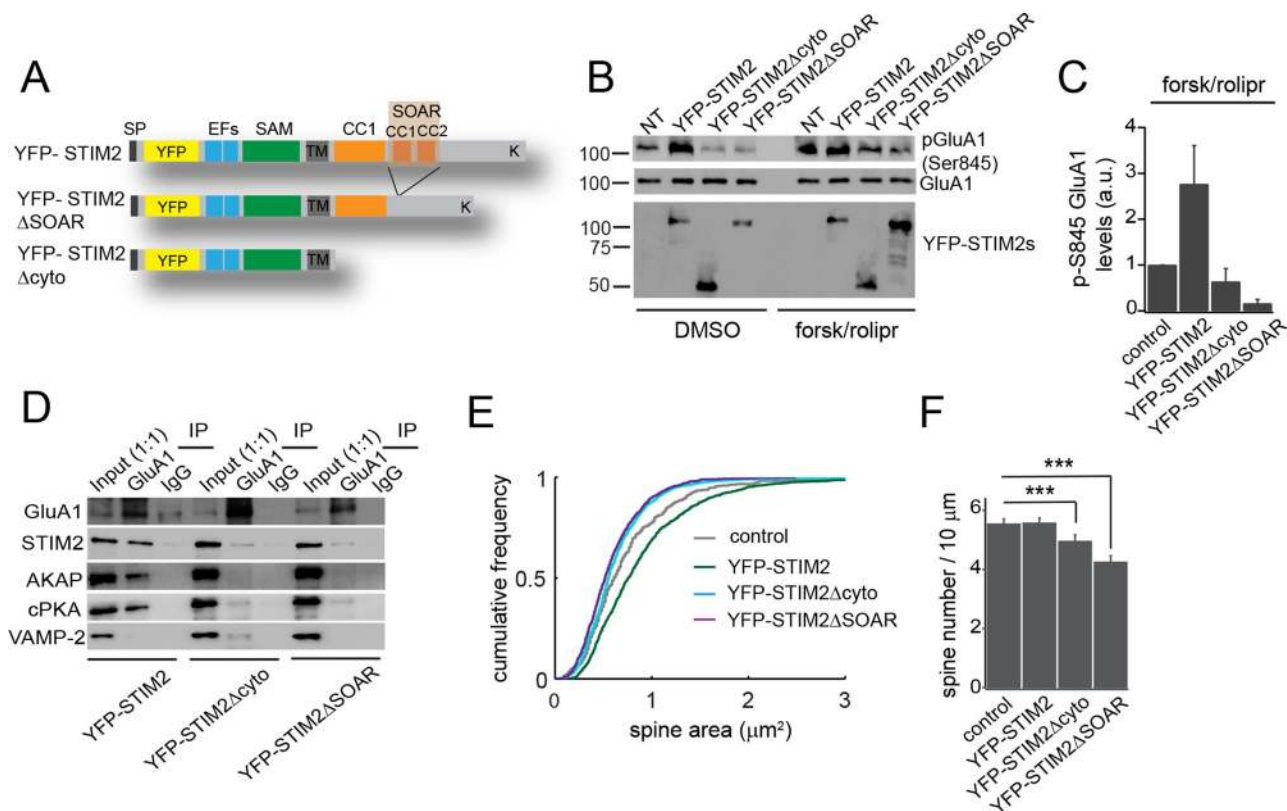 A
SP
EFs
SAM
CC1
SOAR
CC1 CC2
YFP- STIM2
YFP
TM
K
YFP- STIM2
ΔSOAR
YFP
TM
K
YFP- STIM2
Δcyto
YFP
TM
B
NT
YFP-STIM2
YFP-STIM2Δcyto
YFP-STIM2ΔSOAR
NT
YFP-STIM2
YFP-STIM2Δcyto
YFP-STIM2ΔSOAR
100
pGluA1
(Ser845)
100
GluA1
100
75
50
YFP-STIM2s
DMSO
forsk/rolipr
C
forsk/rolipr
p-S845 GluA1
levels (a.u.)
4
3
2
1
0
control
YFP-STIM2
YFP-STIM2Δcyto
YFP-STIM2ΔSOAR
D
IP
IP
IP
Input (1:1)
GluA1
IgG
Input (1:1)
GluA1
IgG
Input (1:1)
GluA1
IgG
GluA1
STIM2
AKAP
cPKA
VAMP-2
YFP-STIM2
YFP-STIM2Δcyto
YFP-STIM2ΔSOAR
E
cumulative frequency
1
0.5
0
0
1
2
3
spine area (μm²)
control
YFP-STIM2
YFP-STIM2Δcyto
YFP-STIM2ΔSOAR
F
***
***
spine number / 10 μm
6
4
2
0
control
YFP-STIM2
YFP-STIM2Δcyto
YFP-STIM2ΔSOAR